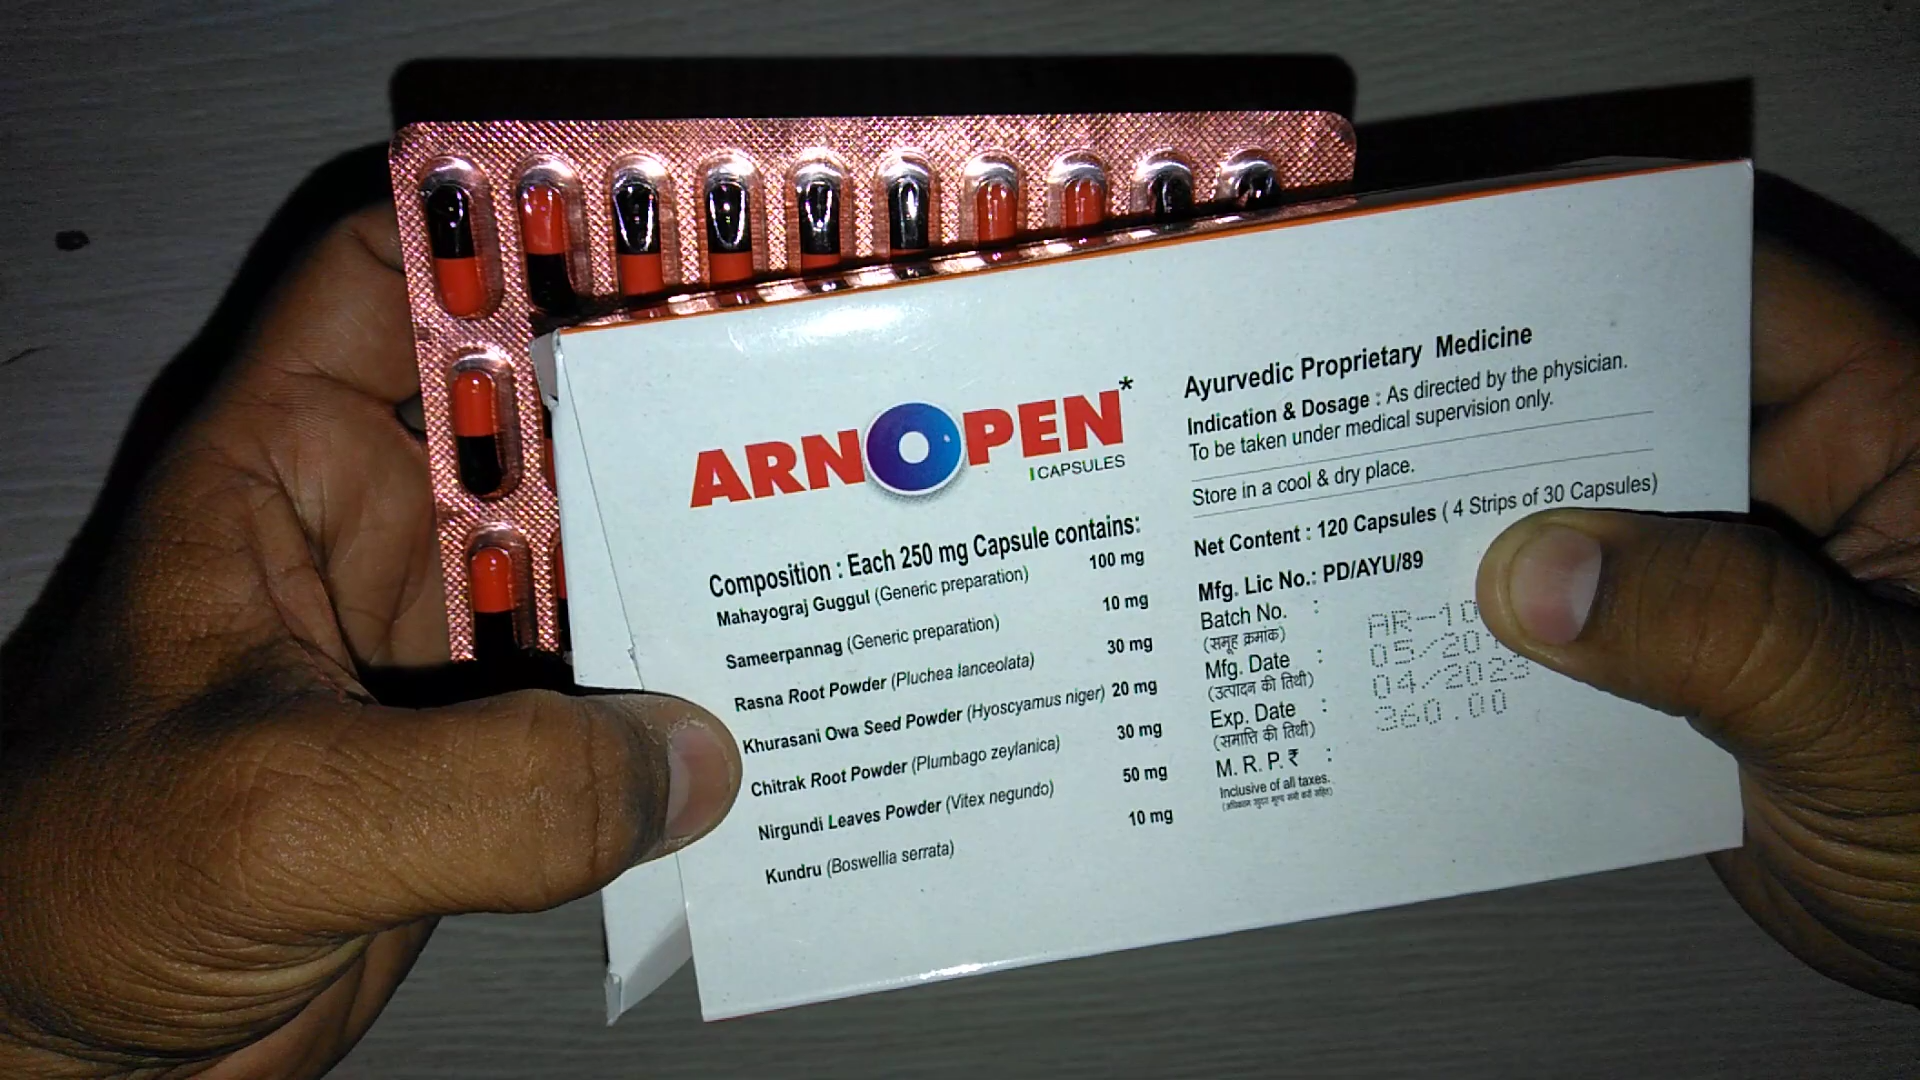 ARNOPEN*
CAPSULES
Composition : Each 250 mg Capsule contains:
Mahayograj Guggul (Generic preparation) 100 mg
Sameerpannag (Generic preparation) 10 mg
Rasna Root Powder (Pluchea lanceolata) 30 mg
Khurasani Owa Seed Powder (Hyoscyamus niger) 20 mg
Chitrak Root Powder (Plumbago zeylanica) 30 mg
Nirgundi Leaves Powder (Vitex negundo) 50 mg
Kundru (Boswellia serrata) 10 mg
Ayurvedic Proprietary Medicine
Indication & Dosage : As directed by the physician.
To be taken under medical supervision only.
Store in a cool & dry place.
Net Content : 120 Capsules ( 4 Strips of 30 Capsules)
Mfg. Lic No.: PD/AYU/89
Batch No. : AR-10
(समूह क्रमांक)
Mfg. Date : 05/20
(उत्पादन की तिथी)
Exp. Date : 04/2023
(समाप्ति की तिथी)
M. R. P. ₹ : 360.00
Inclusive of all taxes.